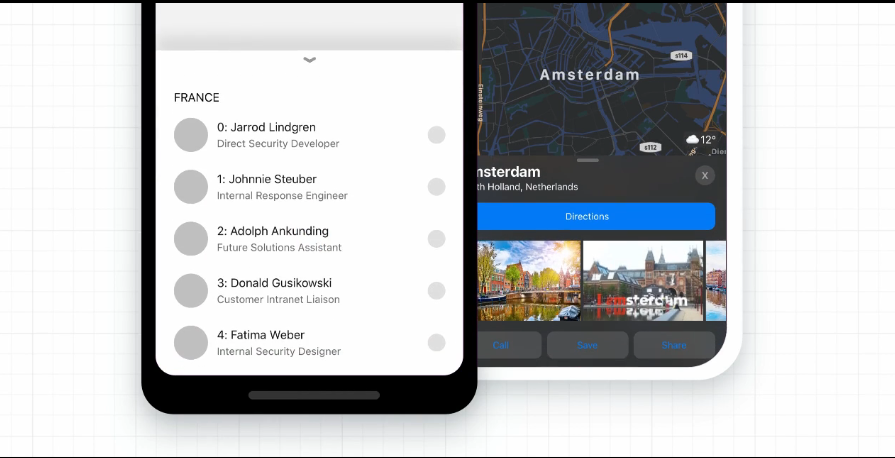 FRANCE
0: Jarrod Lindgren
Direct Security Developer
1: Johnnie Steuber
Internal Response Engineer
2: Adolph Ankunding
Future Solutions Assistant
3: Donald Gusikowski
Customer Intranet Liaison
4: Fatima Weber
Internal Security Designer
s114
Amsterdam
12°
s112
msterdam
th Holland, Netherlands
X
Directions
I amsterdam
Call
Save
Share